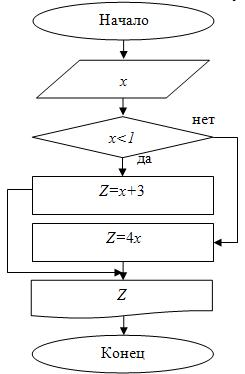 Начало
x
нет
x<1
да
Z=x+3
Z=4x
Z
Конец